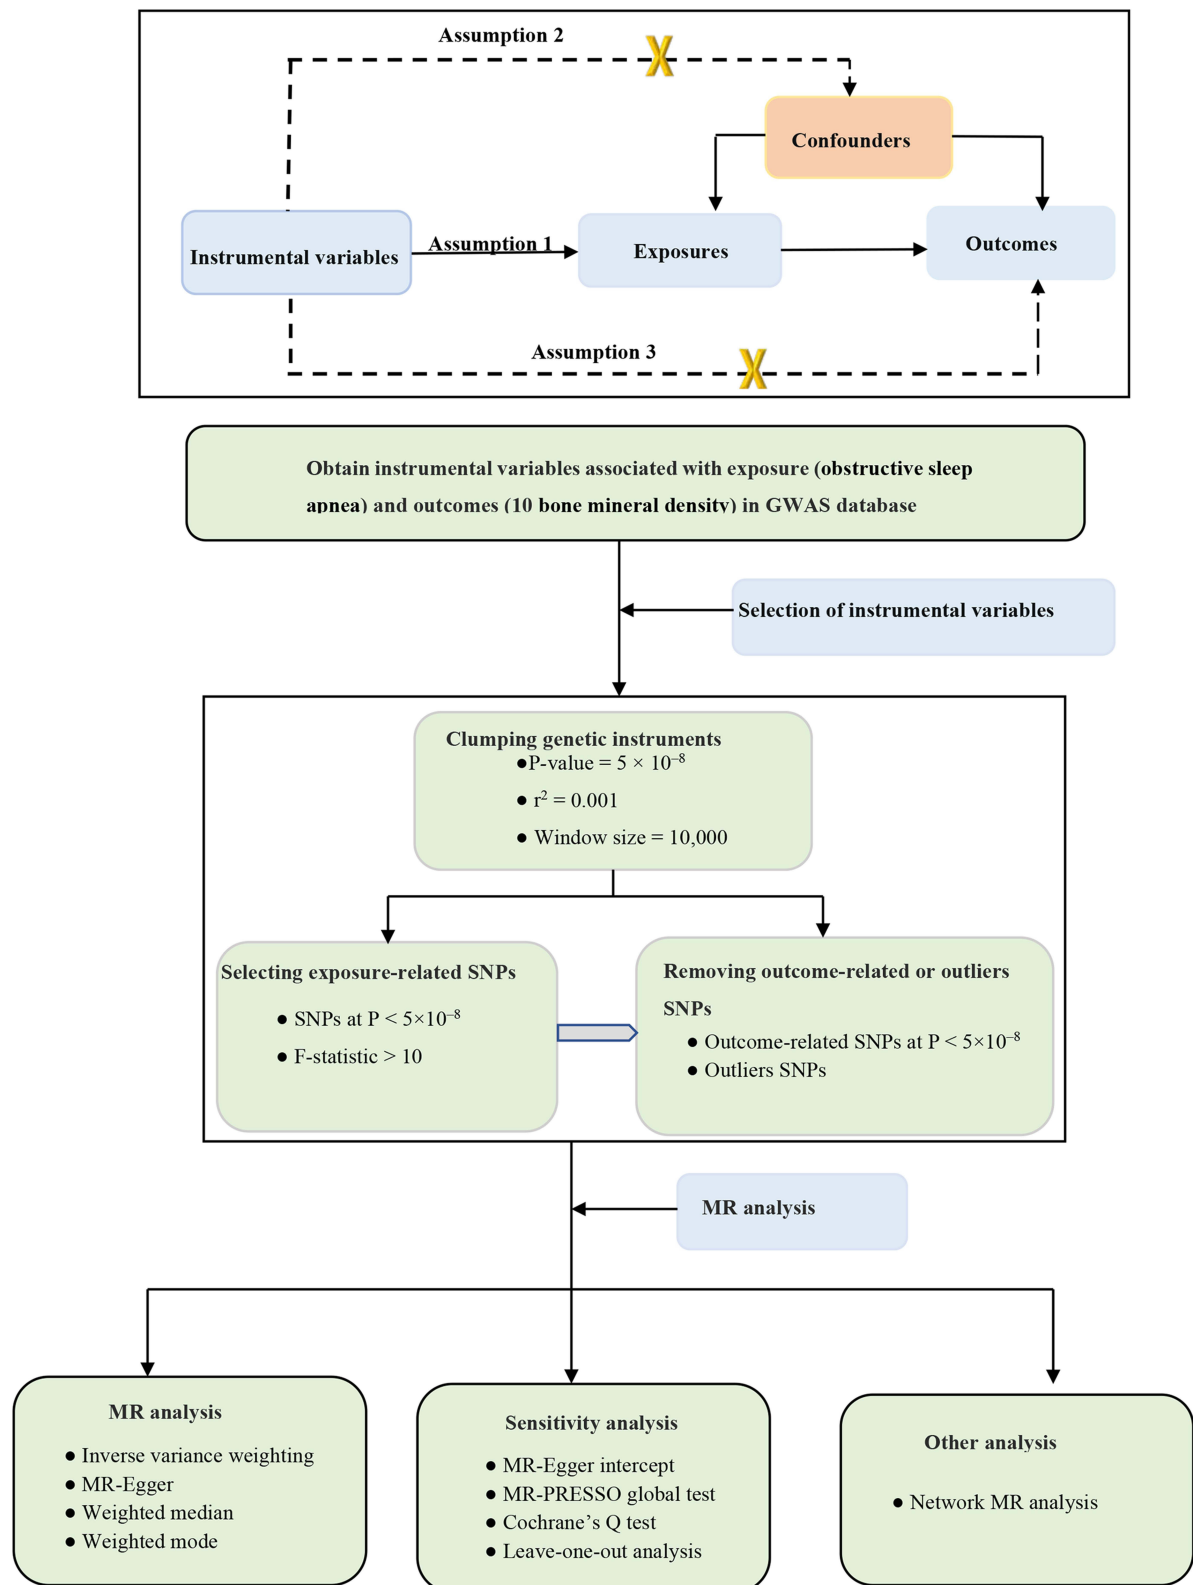 Assumption 2
Confounders
Instrumental variables
Assumption 1
Exposures
Outcomes
Assumption 3
Obtain instrumental variables associated with exposure (obstructive sleep
apnea) and outcomes (10 bone mineral density) in GWAS database
Selection of instrumental variables
Clumping genetic instruments
●P-value = 5 × 10⁻⁸
● r² = 0.001
● Window size = 10,000
Selecting exposure-related SNPs
● SNPs at P < 5×10⁻⁸
● F-statistic > 10
Removing outcome-related or outliers
SNPs
● Outcome-related SNPs at P < 5×10⁻⁸
● Outliers SNPs
MR analysis
MR analysis
● Inverse variance weighting
● MR-Egger
● Weighted median
● Weighted mode
Sensitivity analysis
● MR-Egger intercept
● MR-PRESSO global test
● Cochrane’s Q test
● Leave-one-out analysis
Other analysis
● Network MR analysis